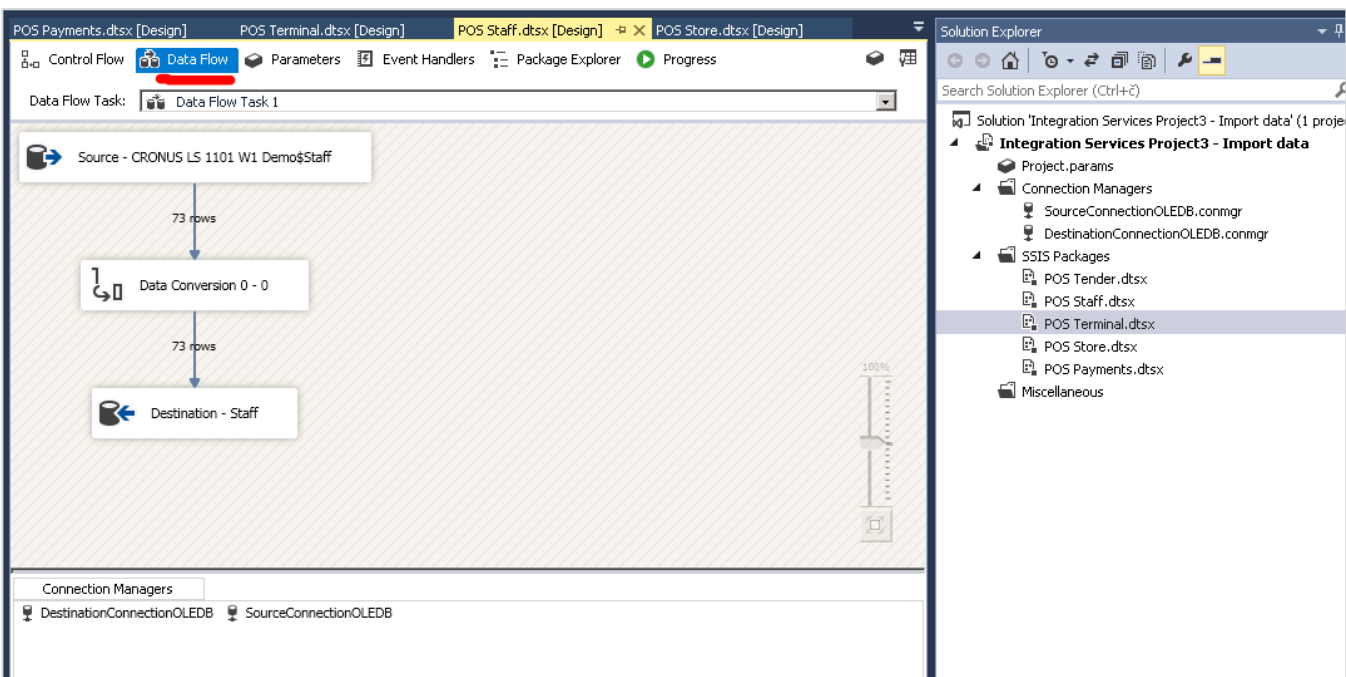 POS Payments.dtsx [Design] POS Terminal.dtsx [Design] POS Staff.dtsx [Design] POS Store.dtsx [Design]
Control Flow Data Flow Parameters Event Handlers Package Explorer Progress
Data Flow Task: Data Flow Task 1
Source - CRONUS LS 1101 W1 Demo$Staff
73 rows
Data Conversion 0 - 0
73 rows
Destination - Staff
100%
Connection Managers
DestinationConnectionOLEDB SourceConnectionOLEDB
Solution Explorer
Search Solution Explorer (Ctrl+č)
Solution 'Integration Services Project3 - Import data' (1 proje
Integration Services Project3 - Import data
Project.params
Connection Managers
SourceConnectionOLEDB.conmgr
DestinationConnectionOLEDB.conmgr
SSIS Packages
POS Tender.dtsx
POS Staff.dtsx
POS Terminal.dtsx
POS Store.dtsx
POS Payments.dtsx
Miscellaneous